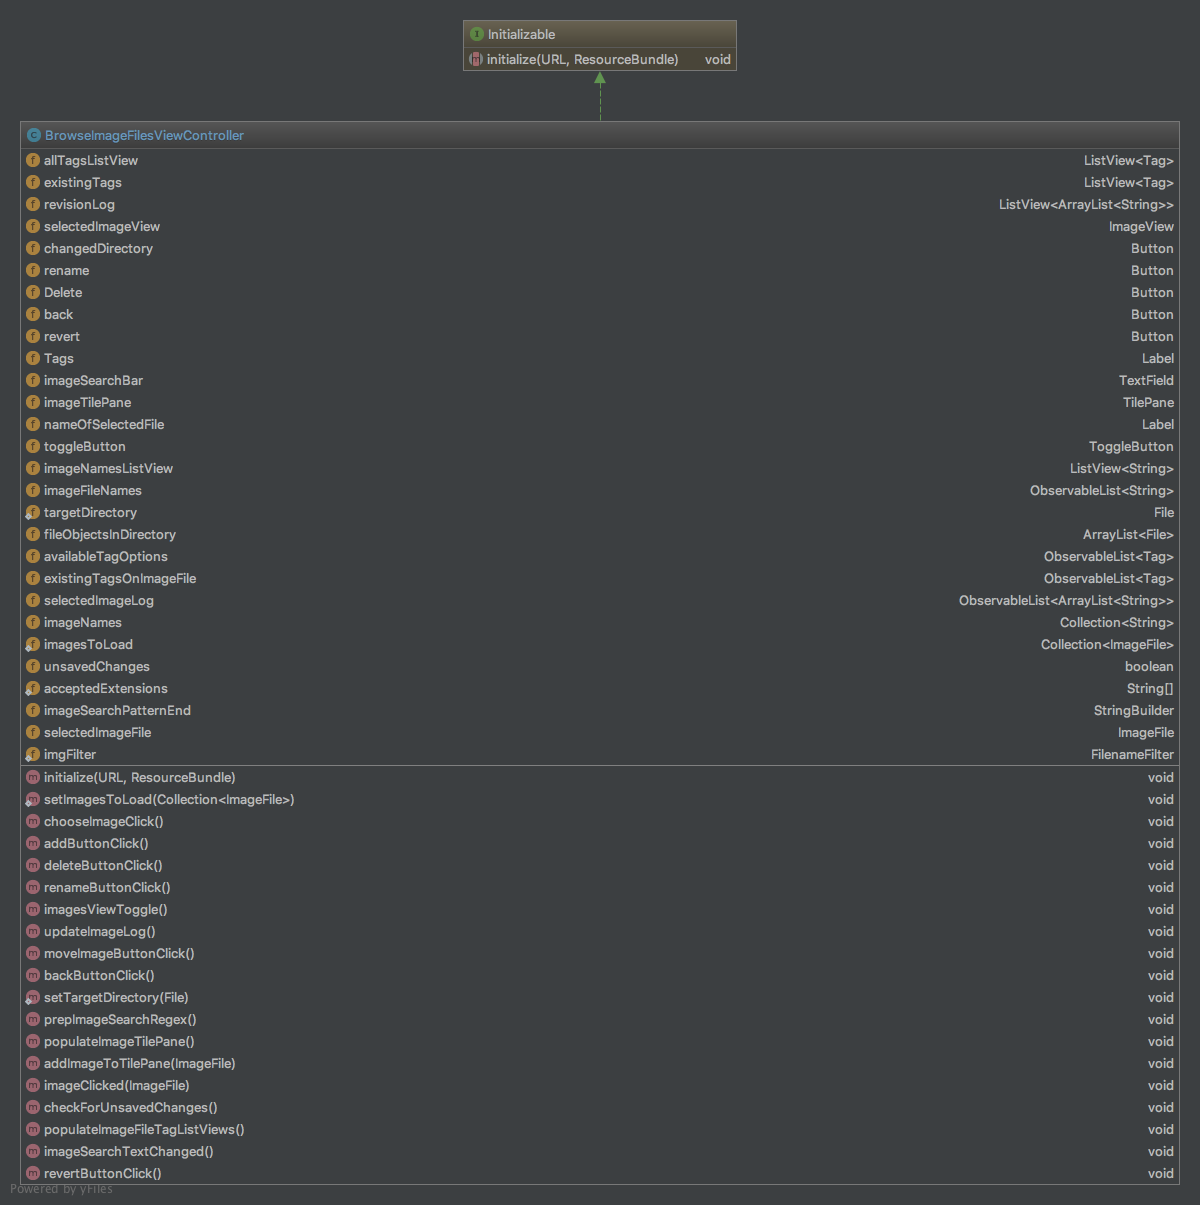 Initializable
initialize(URL, ResourceBundle) void
BrowseImageFilesViewController
allTagsListView ListView<Tag>
existingTags ListView<Tag>
revisionLog ListView<ArrayList<String>>
selectedImageView ImageView
changedDirectory Button
rename Button
Delete Button
back Button
revert Button
Tags Label
imageSearchBar TextField
imageTilePane TilePane
nameOfSelectedFile Label
toggleButton ToggleButton
imageNamesListView ListView<String>
imageFileNames ObservableList<String>
targetDirectory File
fileObjectsInDirectory ArrayList<File>
availableTagOptions ObservableList<Tag>
existingTagsOnImageFile ObservableList<Tag>
selectedImageLog ObservableList<ArrayList<String>>
imageNames Collection<String>
imagesToLoad Collection<ImageFile>
unsavedChanges boolean
acceptedExtensions String[]
imageSearchPatternEnd StringBuilder
selectedImageFile ImageFile
imgFilter FilenameFilter
initialize(URL, ResourceBundle) void
setImagesToLoad(Collection<ImageFile>) void
chooseImageClick() void
addButtonClick() void
deleteButtonClick() void
renameButtonClick() void
imagesViewToggle() void
updateImageLog() void
moveImageButtonClick() void
backButtonClick() void
setTargetDirectory(File) void
prepImageSearchRegex() void
populateImageTilePane() void
addImageToTilePane(ImageFile) void
imageClicked(ImageFile) void
checkForUnsavedChanges() void
populateImageFileTagListViews() void
imageSearchTextChanged() void
revertButtonClick() void
Powered by yFiles